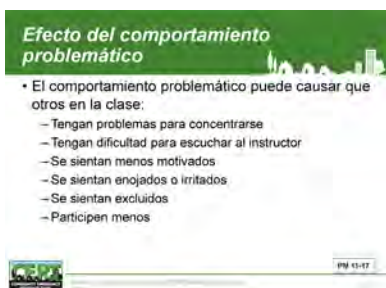 Efecto del comportamiento
problemático
• El comportamiento problemático puede causar que
otros en la clase:
– Tengan problemas para concentrarse
– Tengan dificultad para escuchar al instructor
– Se sientan menos motivados
– Se sientan enojados o irritados
– Se sientan excluidos
– Participen menos
CERT
PM 11-17